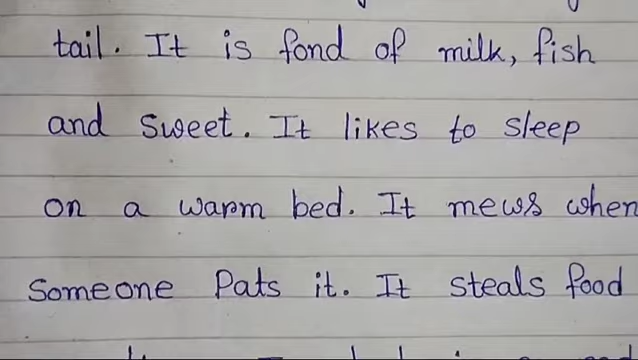 tail. It is fond of milk, fish
and sweet. It likes to sleep
on a warm bed. It mews when
someone Pats it. It steals food